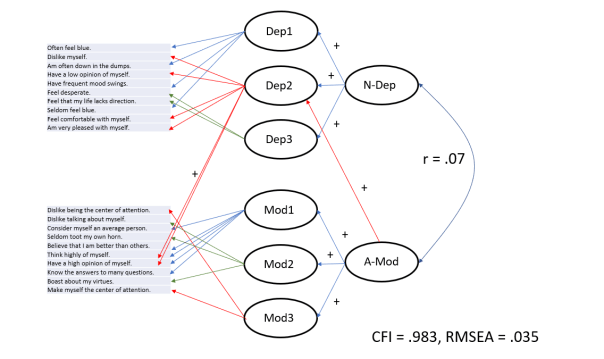 Dep1
Often feel blue.
Dislike myself.
Am often down in the dumps.
Have a low opinion of myself.
Have frequent mood swings.
Feel desperate.
Feel that my life lacks direction.
Seldom feel blue.
Feel comfortable with myself.
Am very pleased with myself.
+
Dep2
+
N-Dep
+
Dep3
r = .07
+
+
Dislike being the center of attention.
Dislike talking about myself.
Consider myself an average person.
Seldom toot my own horn.
Believe that I am better than others.
Think highly of myself.
Have a high opinion of myself.
Know the answers to many questions.
Boast about my virtues.
Make myself the center of attention.
Mod1
+
Mod2
+
A-Mod
+
Mod3
CFI = .983, RMSEA = .035